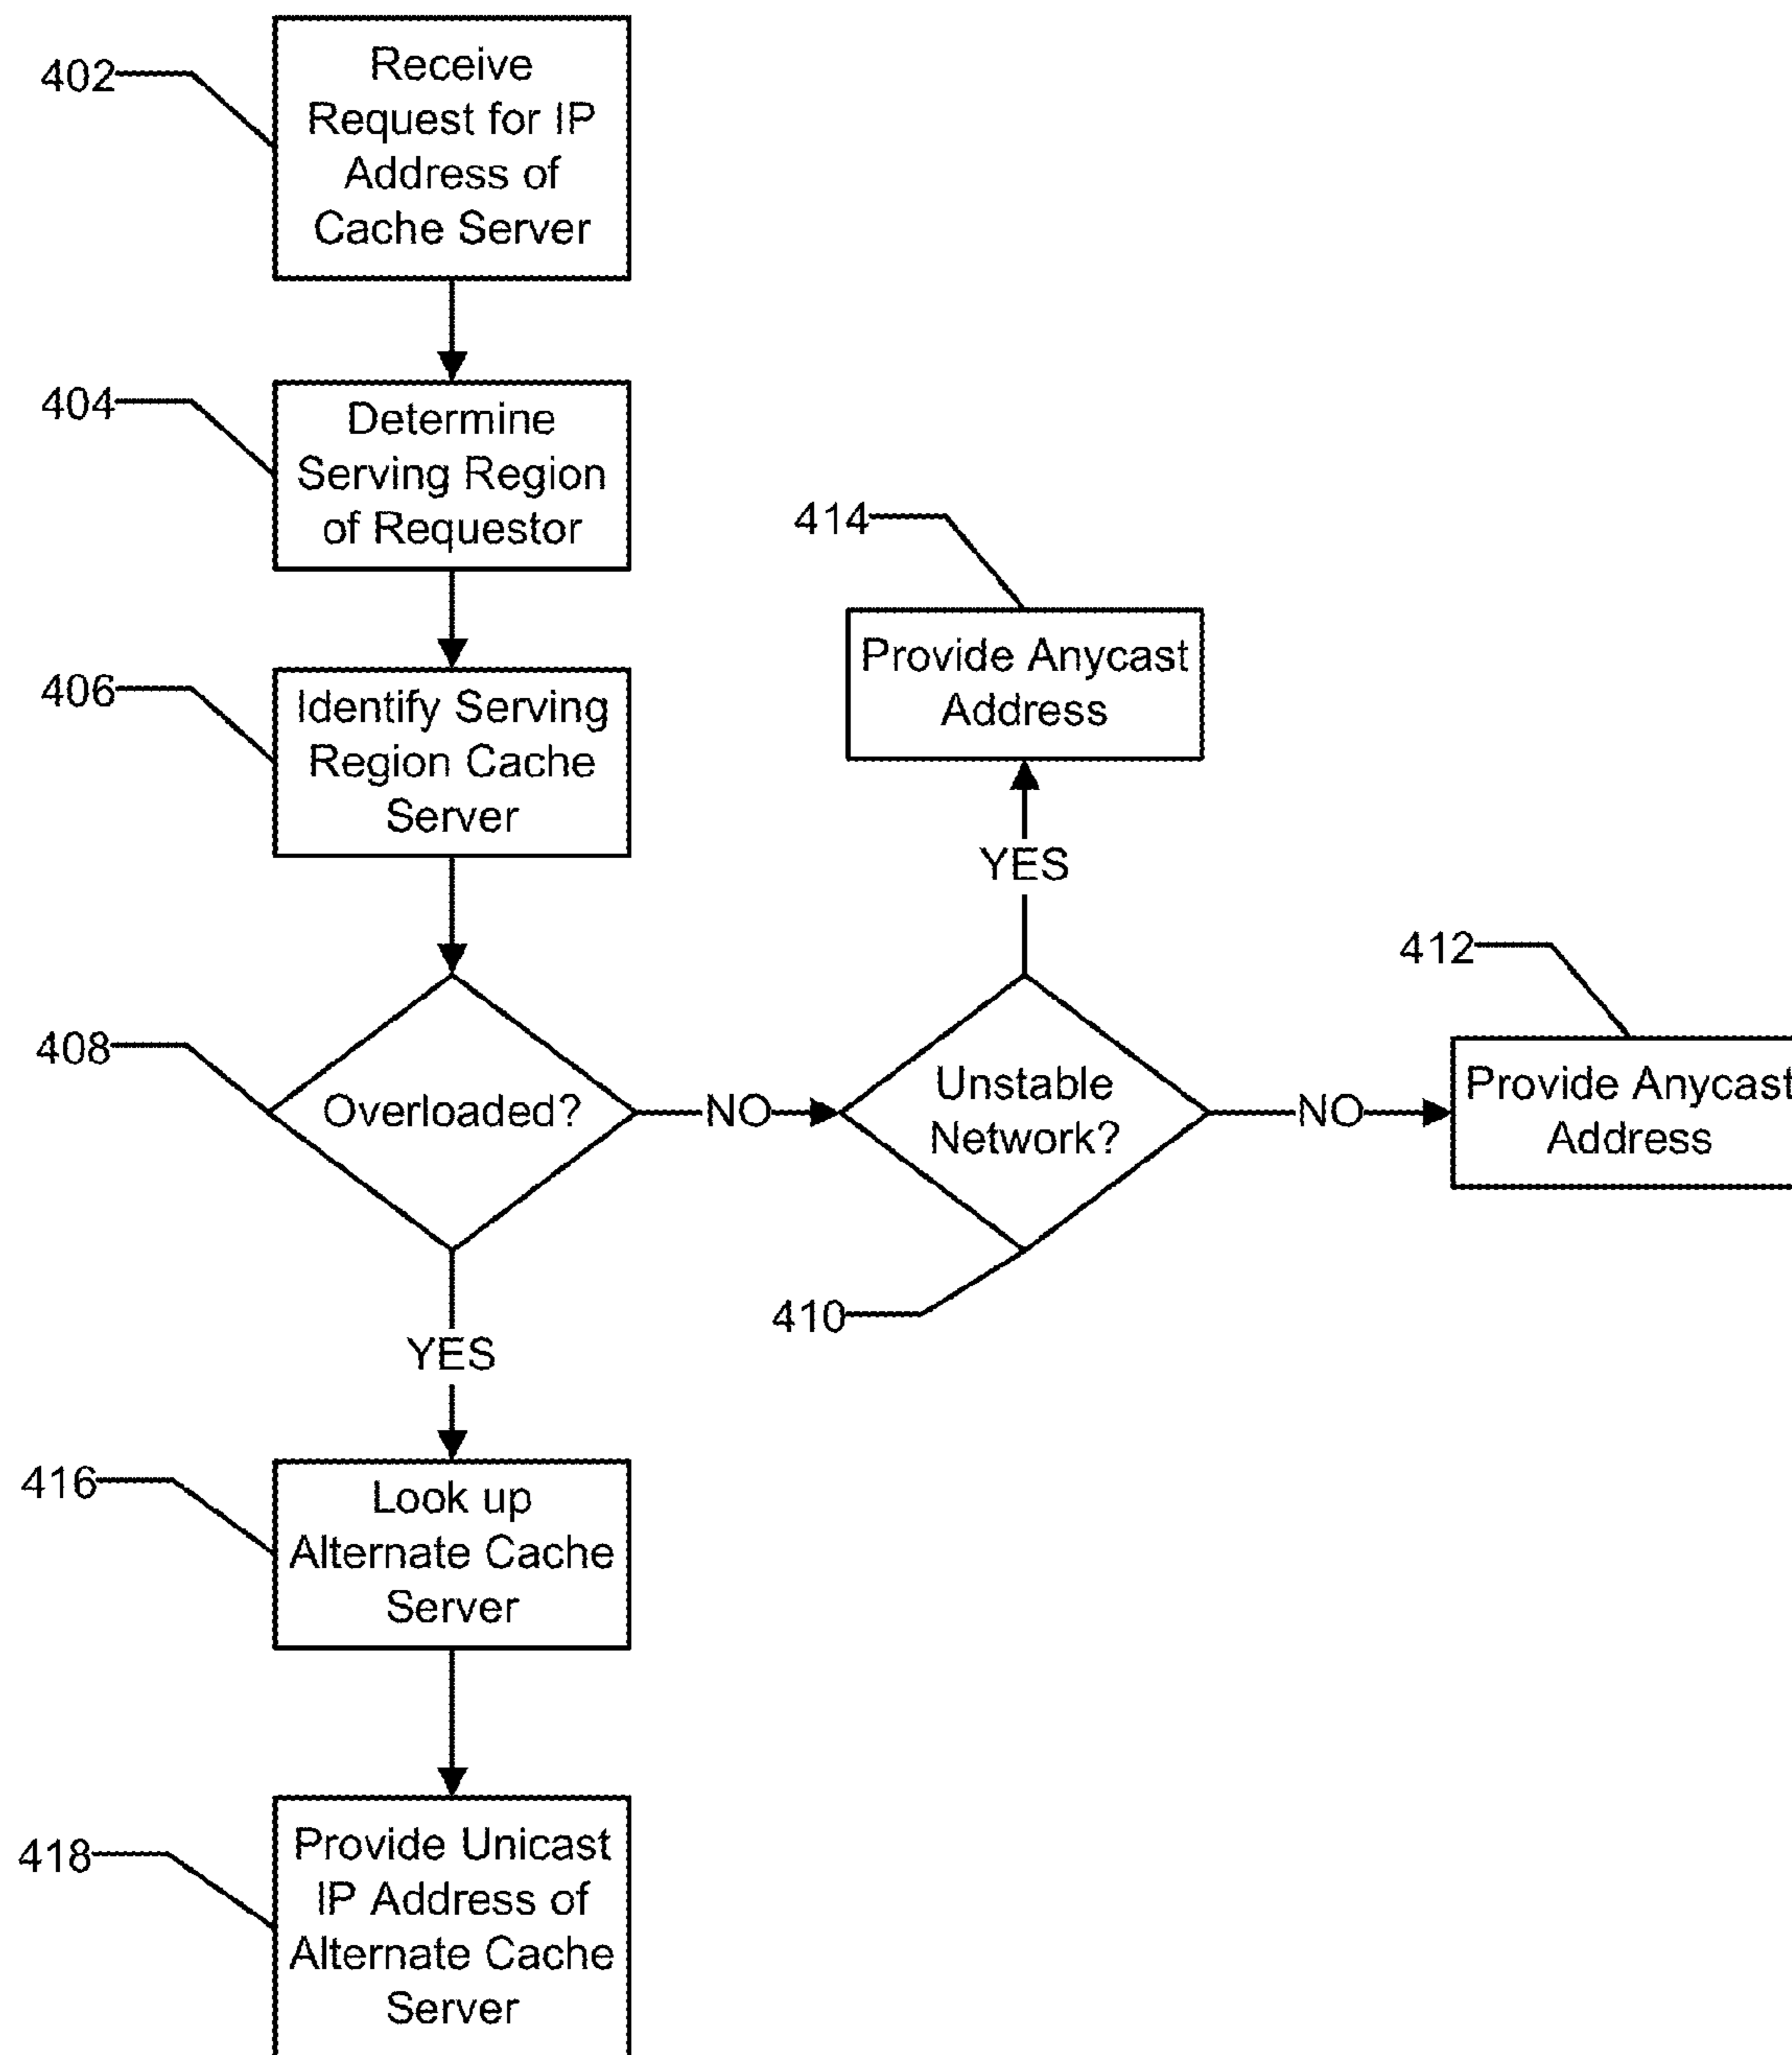 402
Receive
Request for IP
Address of
Cache Server
404
Determine
Serving Region
of Requestor
406
Identify Serving
Region Cache
Server
408
Overloaded?
NO
YES
410
Unstable
Network?
YES
414
Provide Anycast
Address
NO
412
Provide Anycast
Address
416
Look up
Alternate Cache
Server
418
Provide Unicast
IP Address of
Alternate Cache
Server